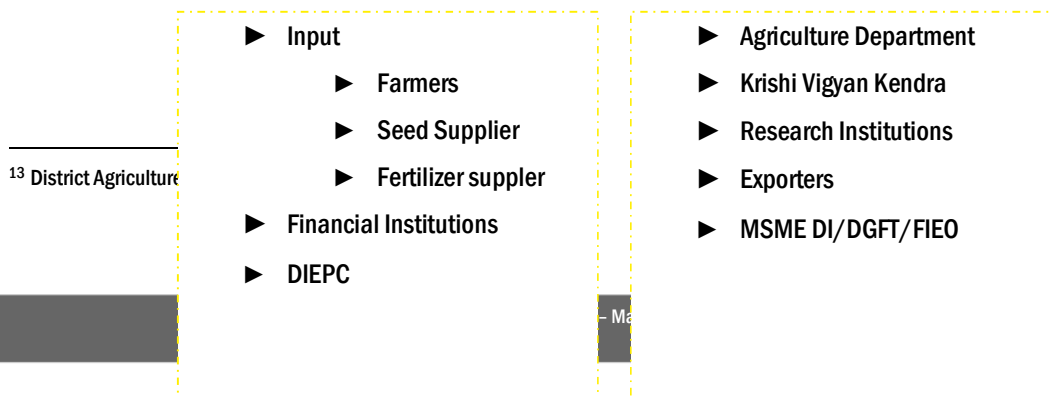 ► Input
► Farmers
► Seed Supplier
► Fertilizer suppler
► Financial Institutions
► DIEPC
► Agriculture Department
► Krishi Vigyan Kendra
► Research Institutions
► Exporters
► MSME DI/DGFT/FIEO
13 District Agriculture
– Ma